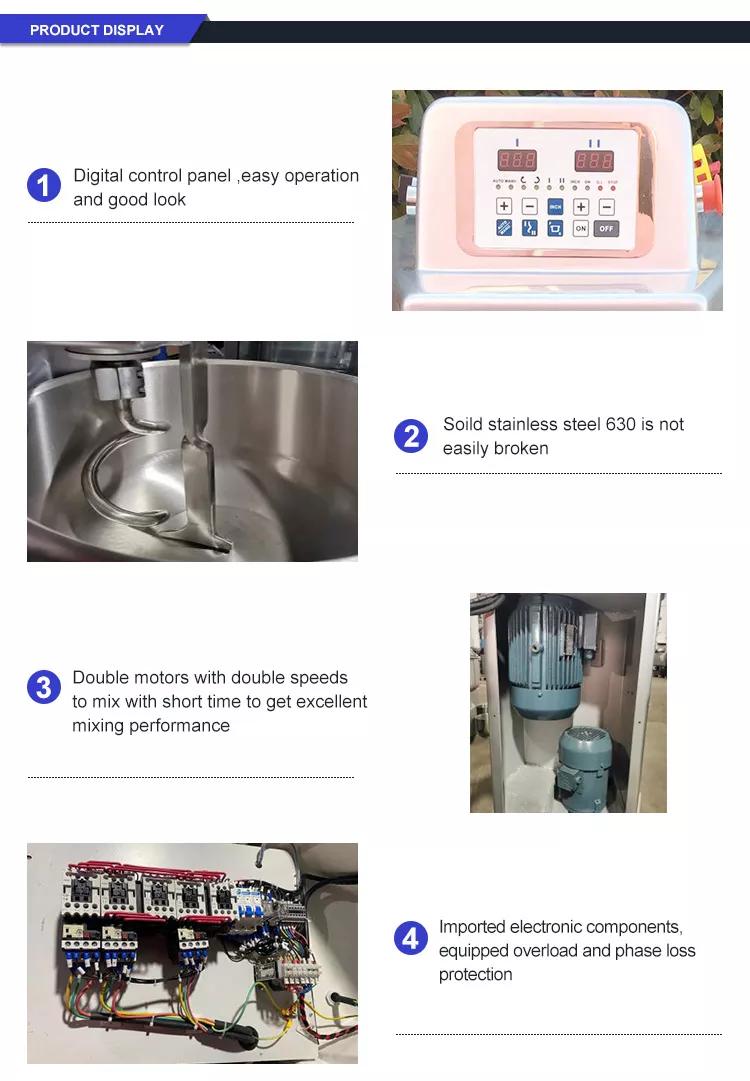 PRODUCT DISPLAY
1
Digital control panel ,easy operation
and good look
I II
AUTO MANU I II INCH ON STOP
+ - INCH + -
II ON OFF
2
Soild stainless steel 630 is not
easily broken
3
Double motors with double speeds
to mix with short time to get excellent
mixing performance
4
Imported electronic components,
equipped overload and phase loss
protection